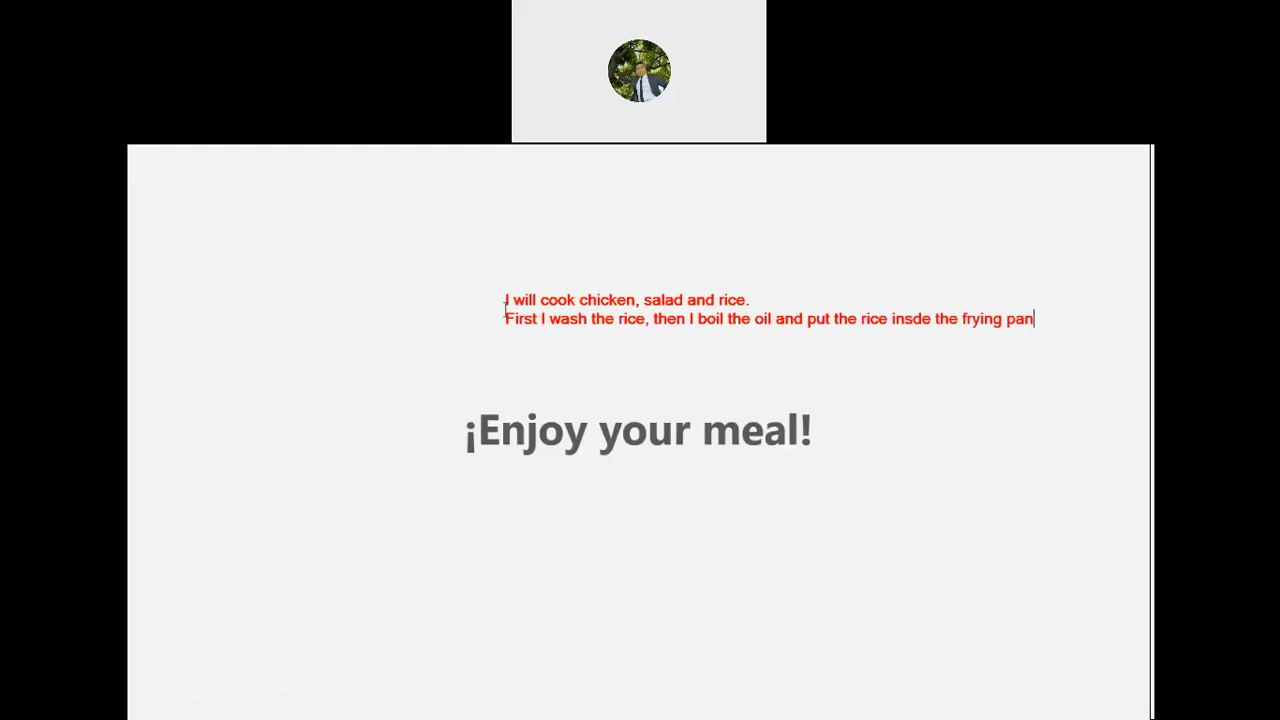 I will cook chicken, salad and rice.
First I wash the rice, then I boil the oil and put the rice insde the frying pan
¡Enjoy your meal!